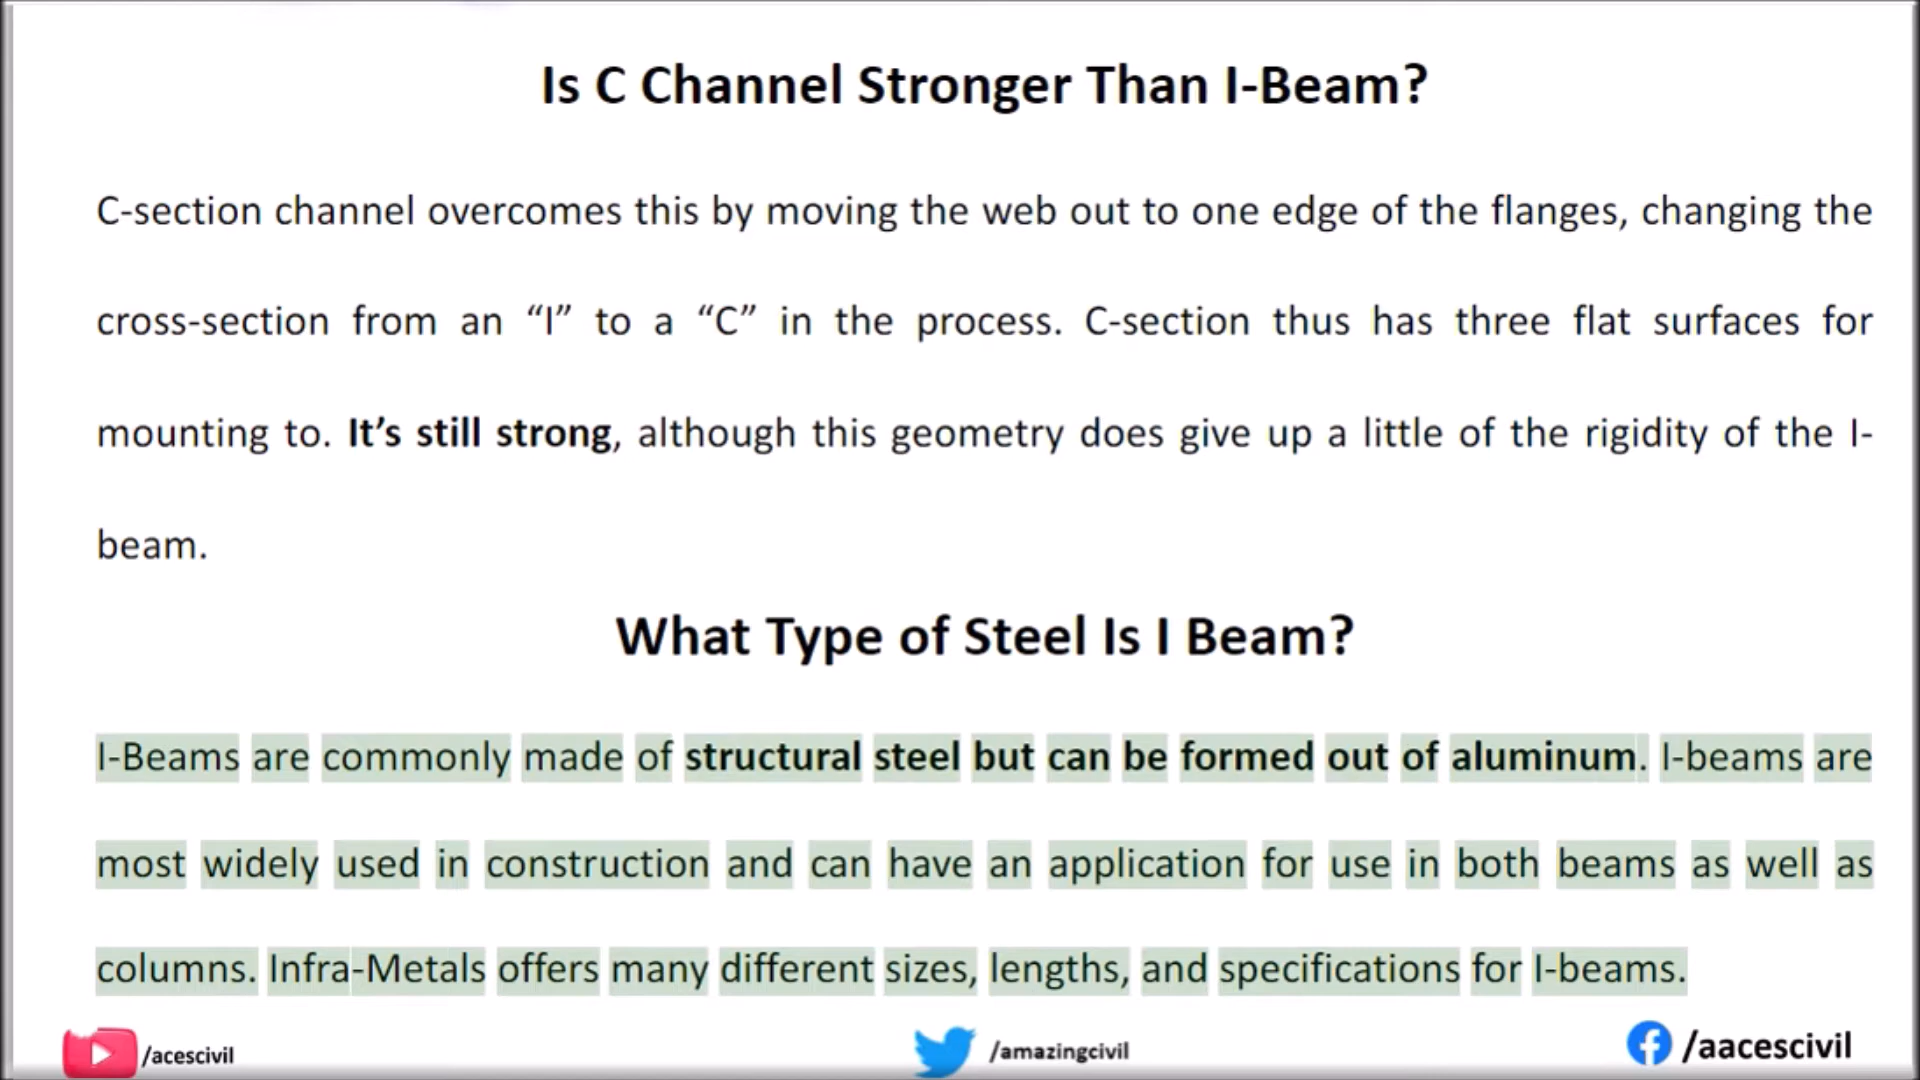 Is C Channel Stronger Than I-Beam?
C-section channel overcomes this by moving the web out to one edge of the flanges, changing the
cross-section from an “I” to a “C” in the process. C-section thus has three flat surfaces for
mounting to. It’s still strong, although this geometry does give up a little of the rigidity of the I-
beam.
What Type of Steel Is I Beam?
I-Beams are commonly made of structural steel but can be formed out of aluminum. I-beams are
most widely used in construction and can have an application for use in both beams as well as
columns. Infra-Metals offers many different sizes, lengths, and specifications for I-beams.
/acescivil
/amazingcivil
/aacescivil